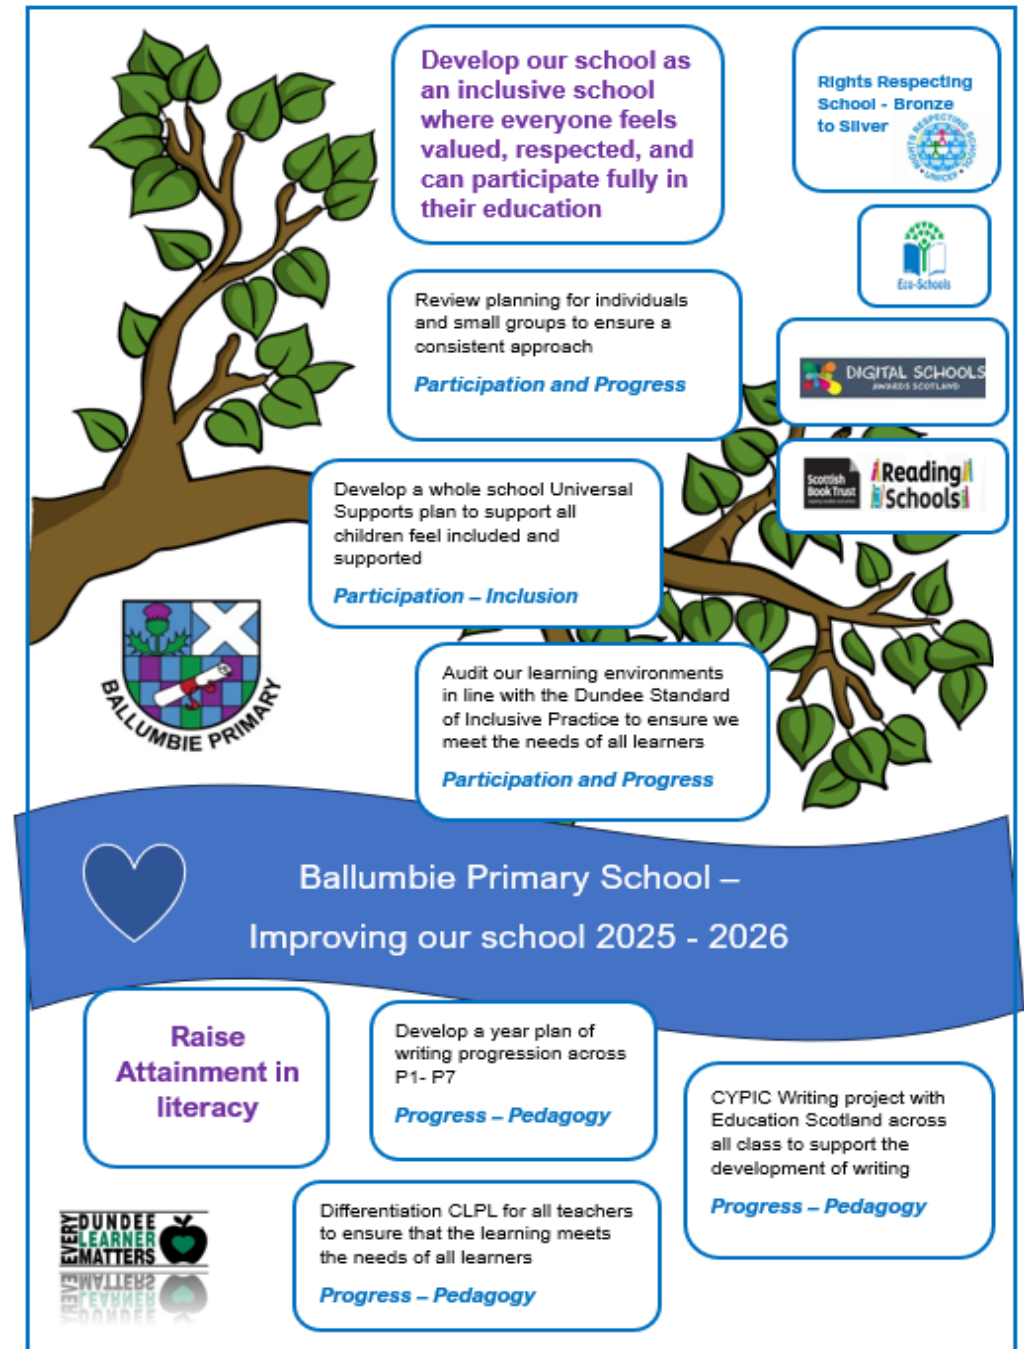 Develop our school as
an inclusive school
where everyone feels
valued, respected, and
can participate fully in
their education
Rights Respecting
School - Bronze
to Silver
RIGHTS RESPECTING SCHOOL
UNICEF
Eco-Schools
Review planning for individuals
and small groups to ensure a
consistent approach
Participation and Progress
DIGITAL SCHOOLS
AWARDS SCOTLAND
Scottish
Book Trust
Reading
Schools
Develop a whole school Universal
Supports plan to support all
children feel included and
supported
Participation – Inclusion
BALLUMBIE PRIMARY
Audit our learning environments
in line with the Dundee Standard
of Inclusive Practice to ensure we
meet the needs of all learners
Participation and Progress
Ballumbie Primary School –
Improving our school 2025 - 2026
Raise
Attainment in
literacy
Develop a year plan of
writing progression across
P1- P7
Progress – Pedagogy
CYPIC Writing project with
Education Scotland across
all class to support the
development of writing
Progress – Pedagogy
Differentiation CLPL for all teachers
to ensure that the learning meets
the needs of all learners
Progress – Pedagogy
EVERY
DUNDEE
LEARNER
MATTERS